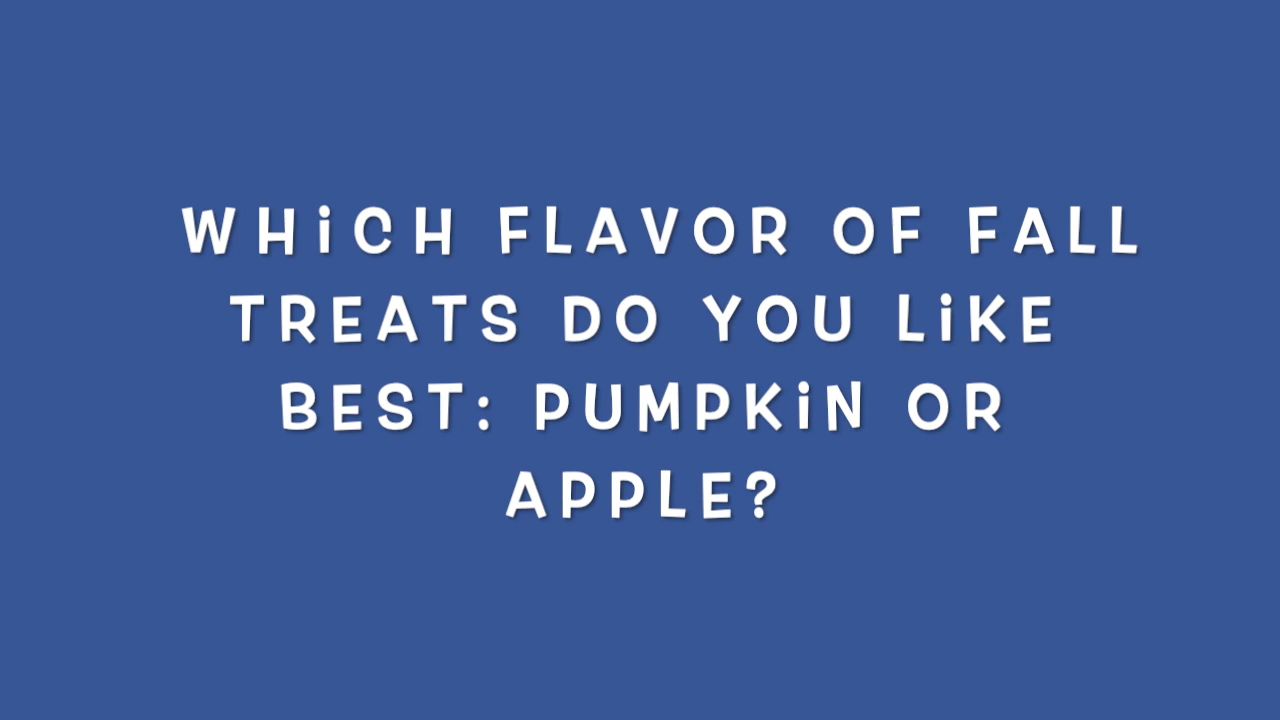 WHiCH FLAVOR OF FALL
TREATS DO YOU LiKE
BEST: PUMPKiN OR
APPLE?